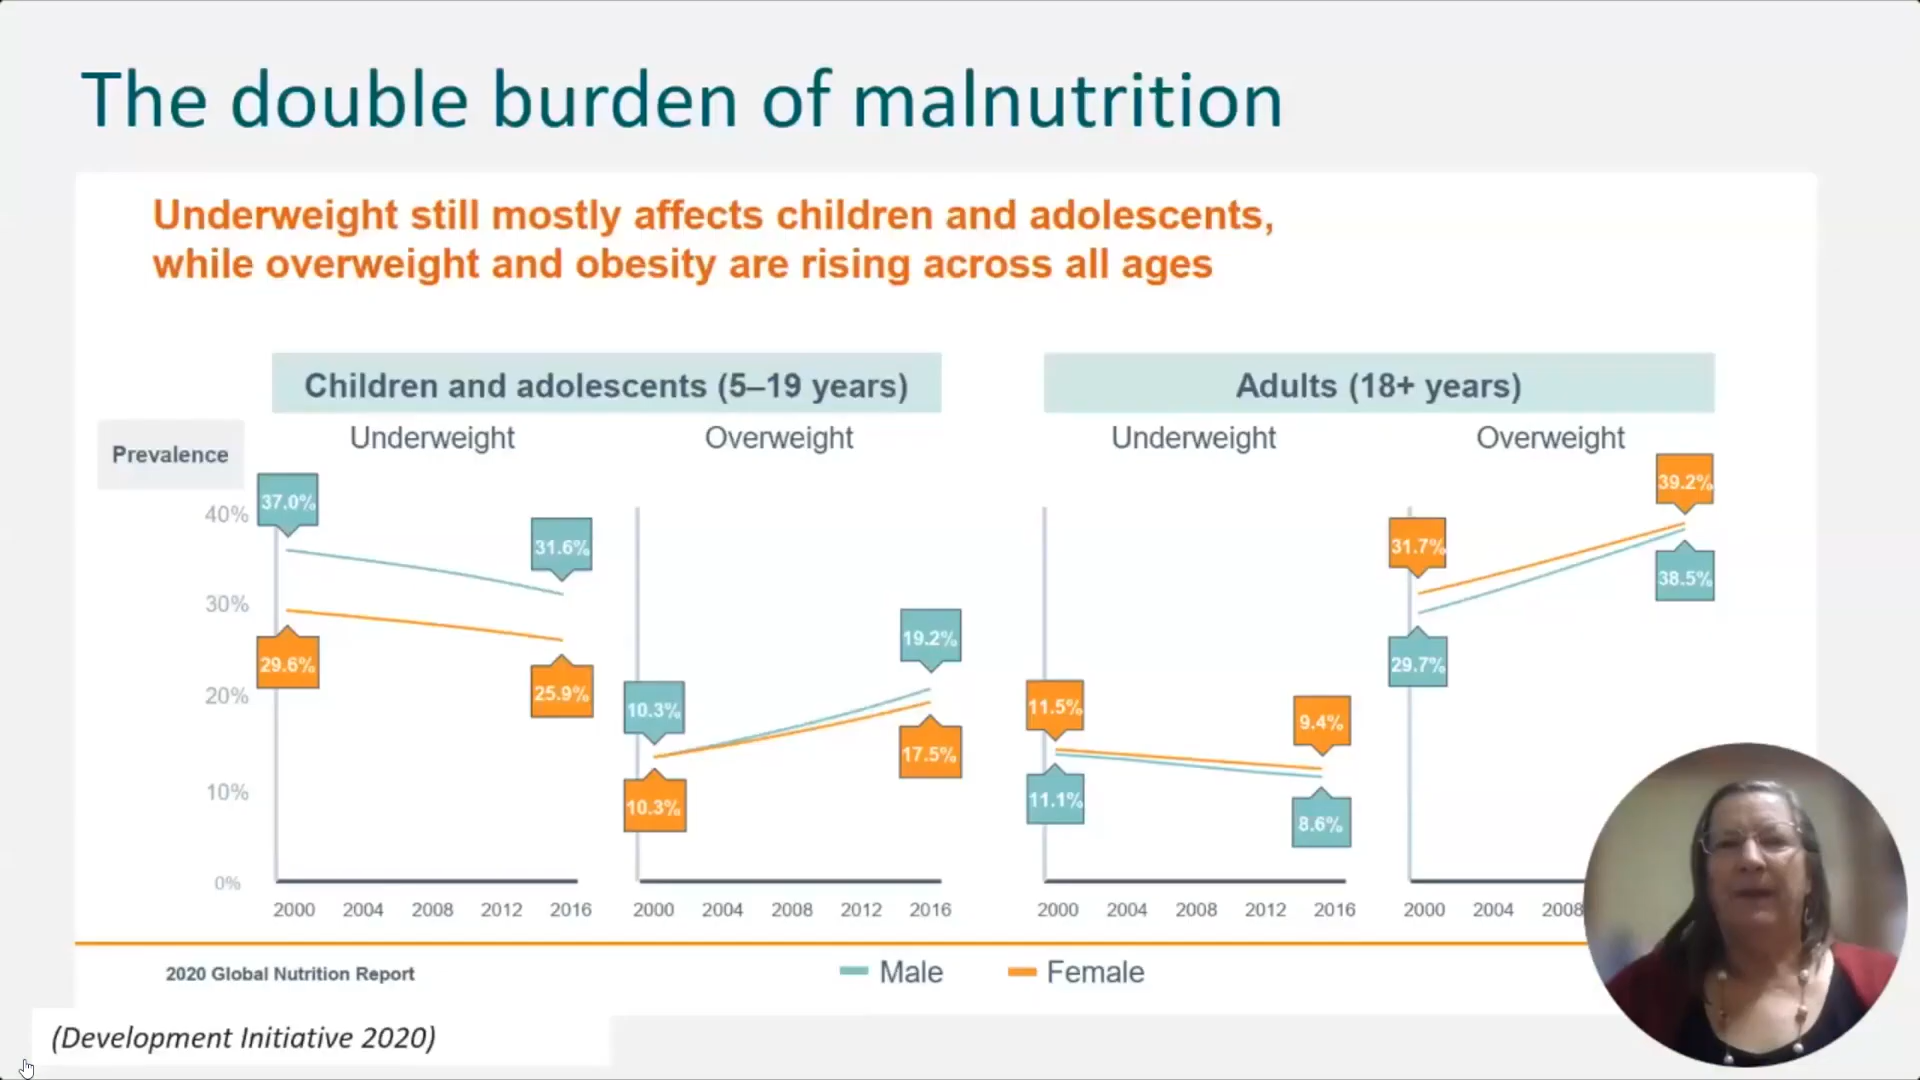 The double burden of malnutrition
Underweight still mostly affects children and adolescents,
while overweight and obesity are rising across all ages
Children and adolescents (5–19 years)
Adults (18+ years)
Prevalence
Underweight
Overweight
Underweight
Overweight
40%
30%
20%
10%
0%
37.0%
31.6%
29.6%
25.9%
2000 2004 2008 2012 2016
19.2%
10.3%
17.5%
10.3%
2000 2004 2008 2012 2016
11.5%
9.4%
11.1%
8.6%
2000 2004 2008 2012 2016
39.2%
31.7%
38.5%
29.7%
2000 2004 2008
2020 Global Nutrition Report
Male
Female
(Development Initiative 2020)